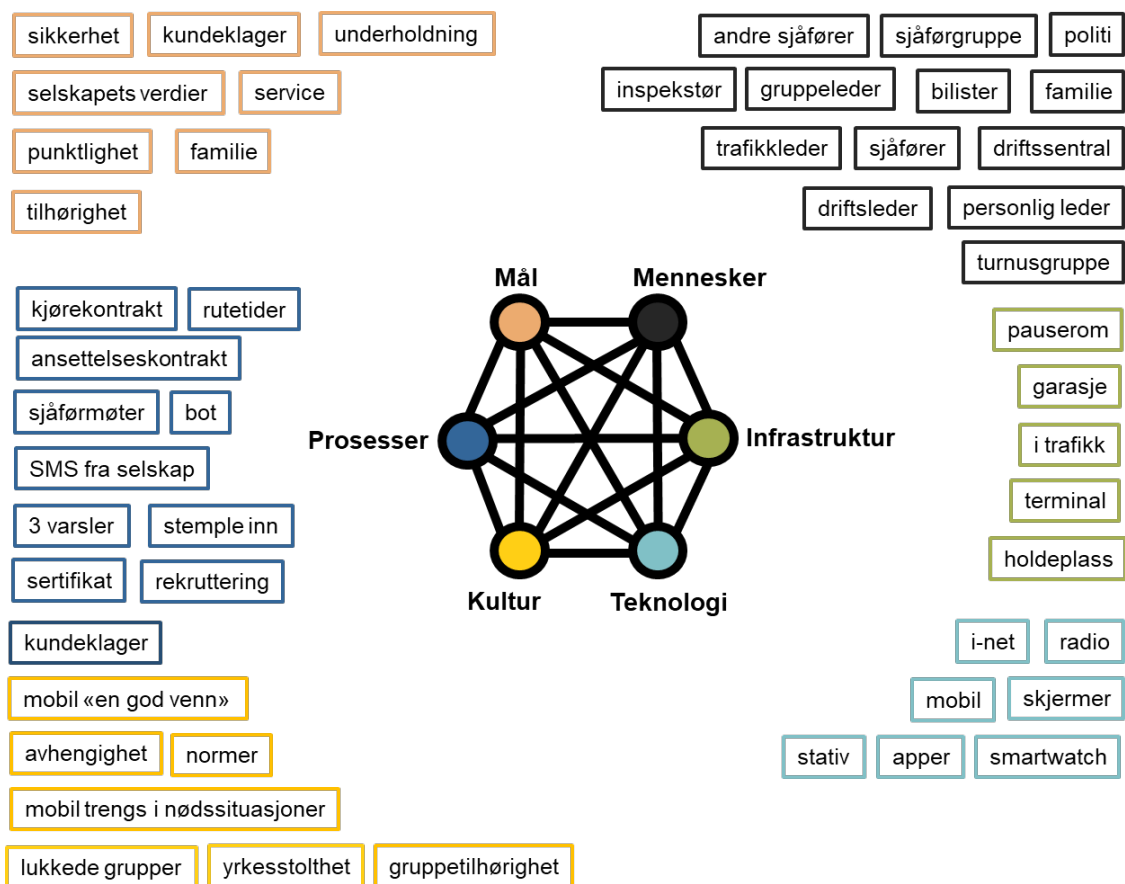 sikkerhet
kundeklager
underholdning
selskapets verdier
service
punktlighet
familie
tilhørighet
andre sjåfører
sjåførgruppe
politi
inspekstør
gruppeleder
bilister
familie
trafikkleder
sjåfører
driftssentral
driftsleder
personlig leder
turnusgruppe
Mål
Mennesker
Prosesser
Infrastruktur
Kultur
Teknologi
kjørekontrakt
rutetider
ansettelseskontrakt
sjåførmøter
bot
SMS fra selskap
3 varsler
stemple inn
sertifikat
rekruttering
kundeklager
pauserom
garasje
i trafikk
terminal
holdeplass
mobil «en god venn»
avhengighet
normer
mobil trengs i nødssituasjoner
lukkede grupper
yrkesstolthet
gruppetilhørighet
i-net
radio
mobil
skjermer
stativ
apper
smartwatch